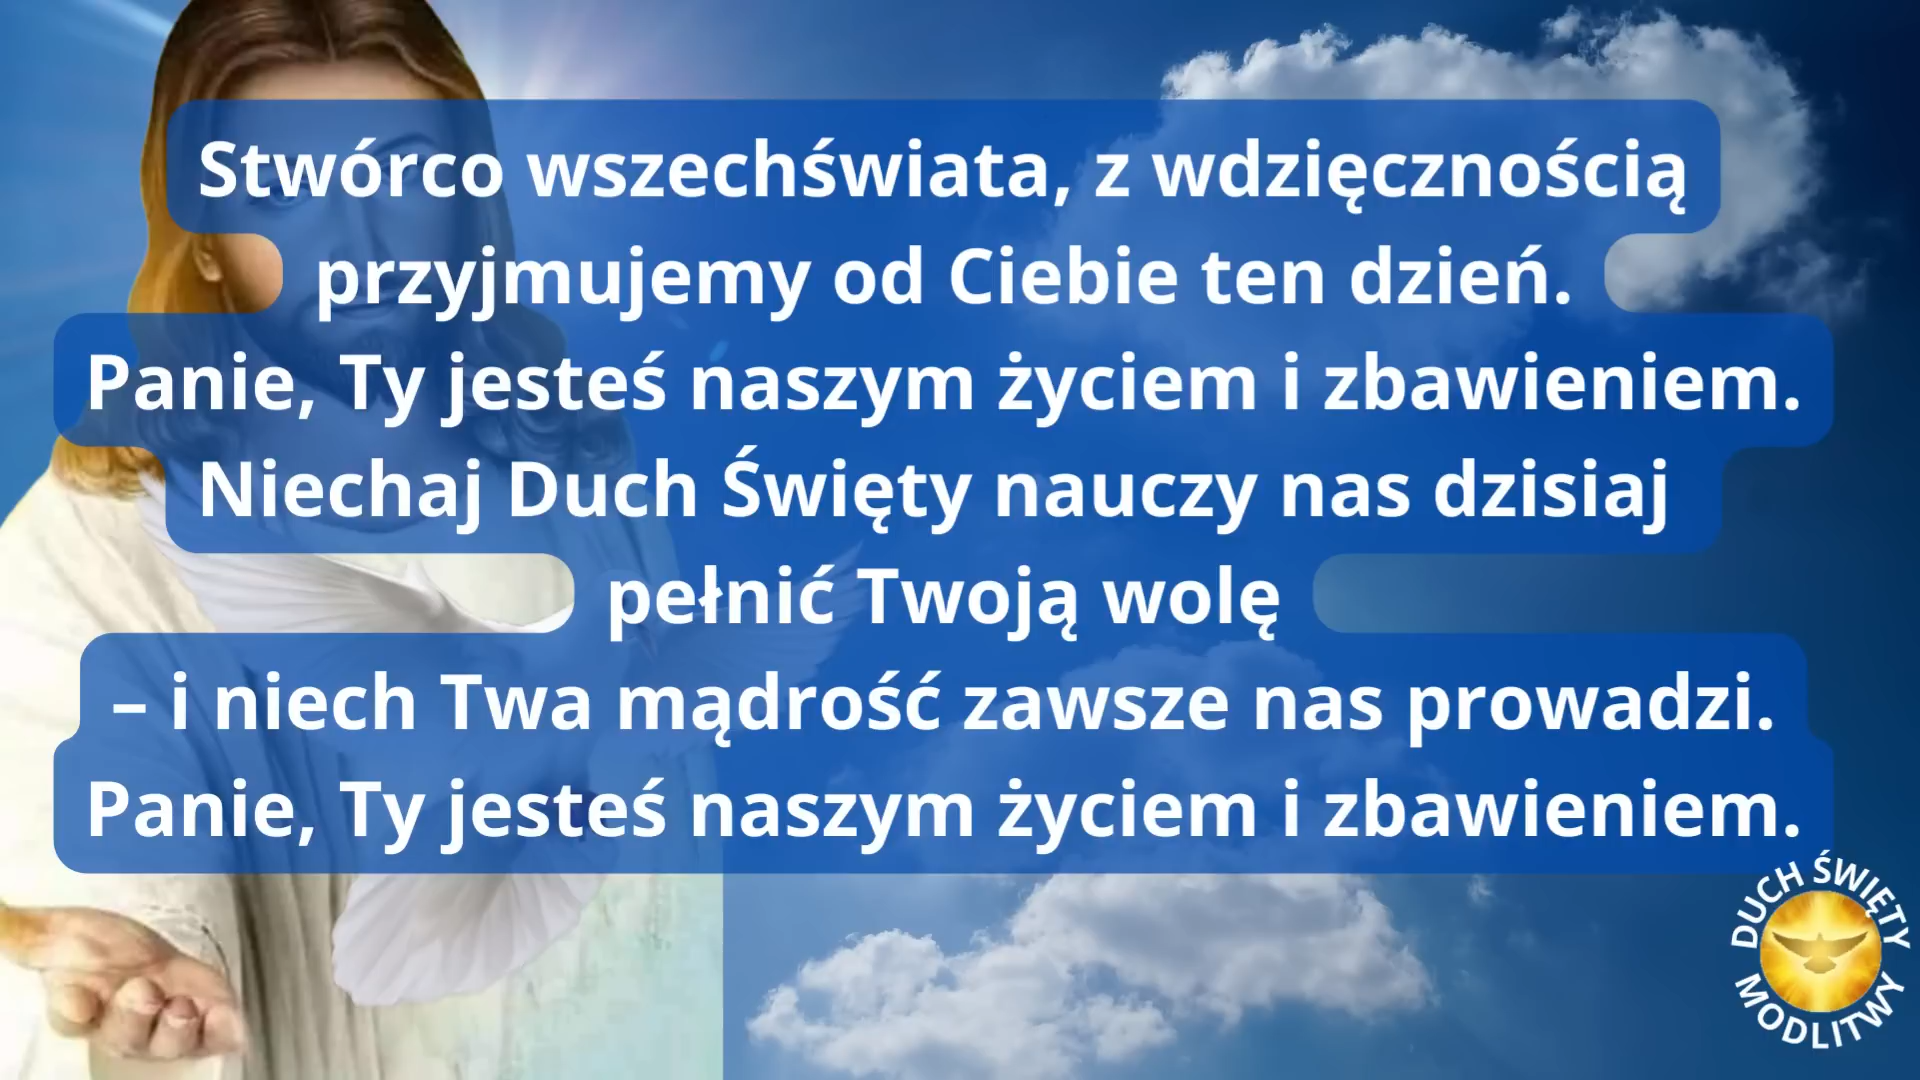 Stwórco wszechświata, z wdzięcznością
przyjmujemy od Ciebie ten dzień.
Panie, Ty jesteś naszym życiem i zbawieniem.
Niechaj Duch Święty nauczy nas dzisiaj
pełnić Twoją wolę
– i niech Twa mądrość zawsze nas prowadzi.
Panie, Ty jesteś naszym życiem i zbawieniem.
DUCH ŚWIĘTY
MODLITWY